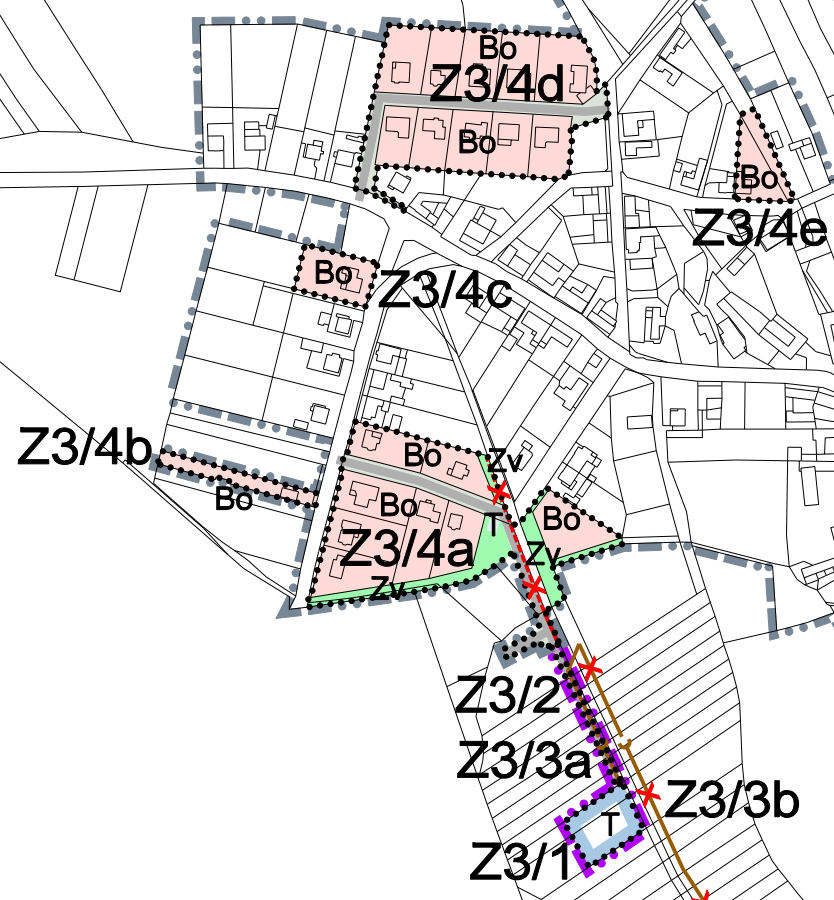 Bo
Z3/4d
Bo
Bo
Z3/4e
Bo
Z3/4c
Z3/4b
Bo
Bo
Zv
Bo
T
Bo
Z3/4a
Zv
Zv
Z3/2
Z3/3a
Z3/3b
T
Z3/1